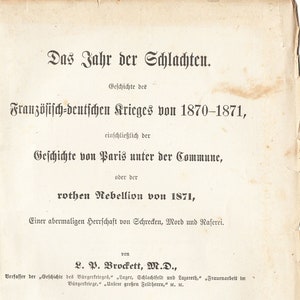 Das Jahr der Schlachten.
Geschichte des
Französisch-deutschen Krieges von 1870–1871,
einschließlich der
Geschichte von Paris unter der Commune,
oder der
rothen Rebellion von 1871,
Einer abermaligen Herrschaft von Schrecken, Mord und Raserei.
von
L. P. Brockett, M.D.,
Verfasser der „Geschichte des Bürgerkrieges“, „Lager, Schlachtfeld und Lazareth“, „Frauenarbeit im
Bürgerkriege“, „Unsere großen Feldherren“, ꝛc. ꝛc.